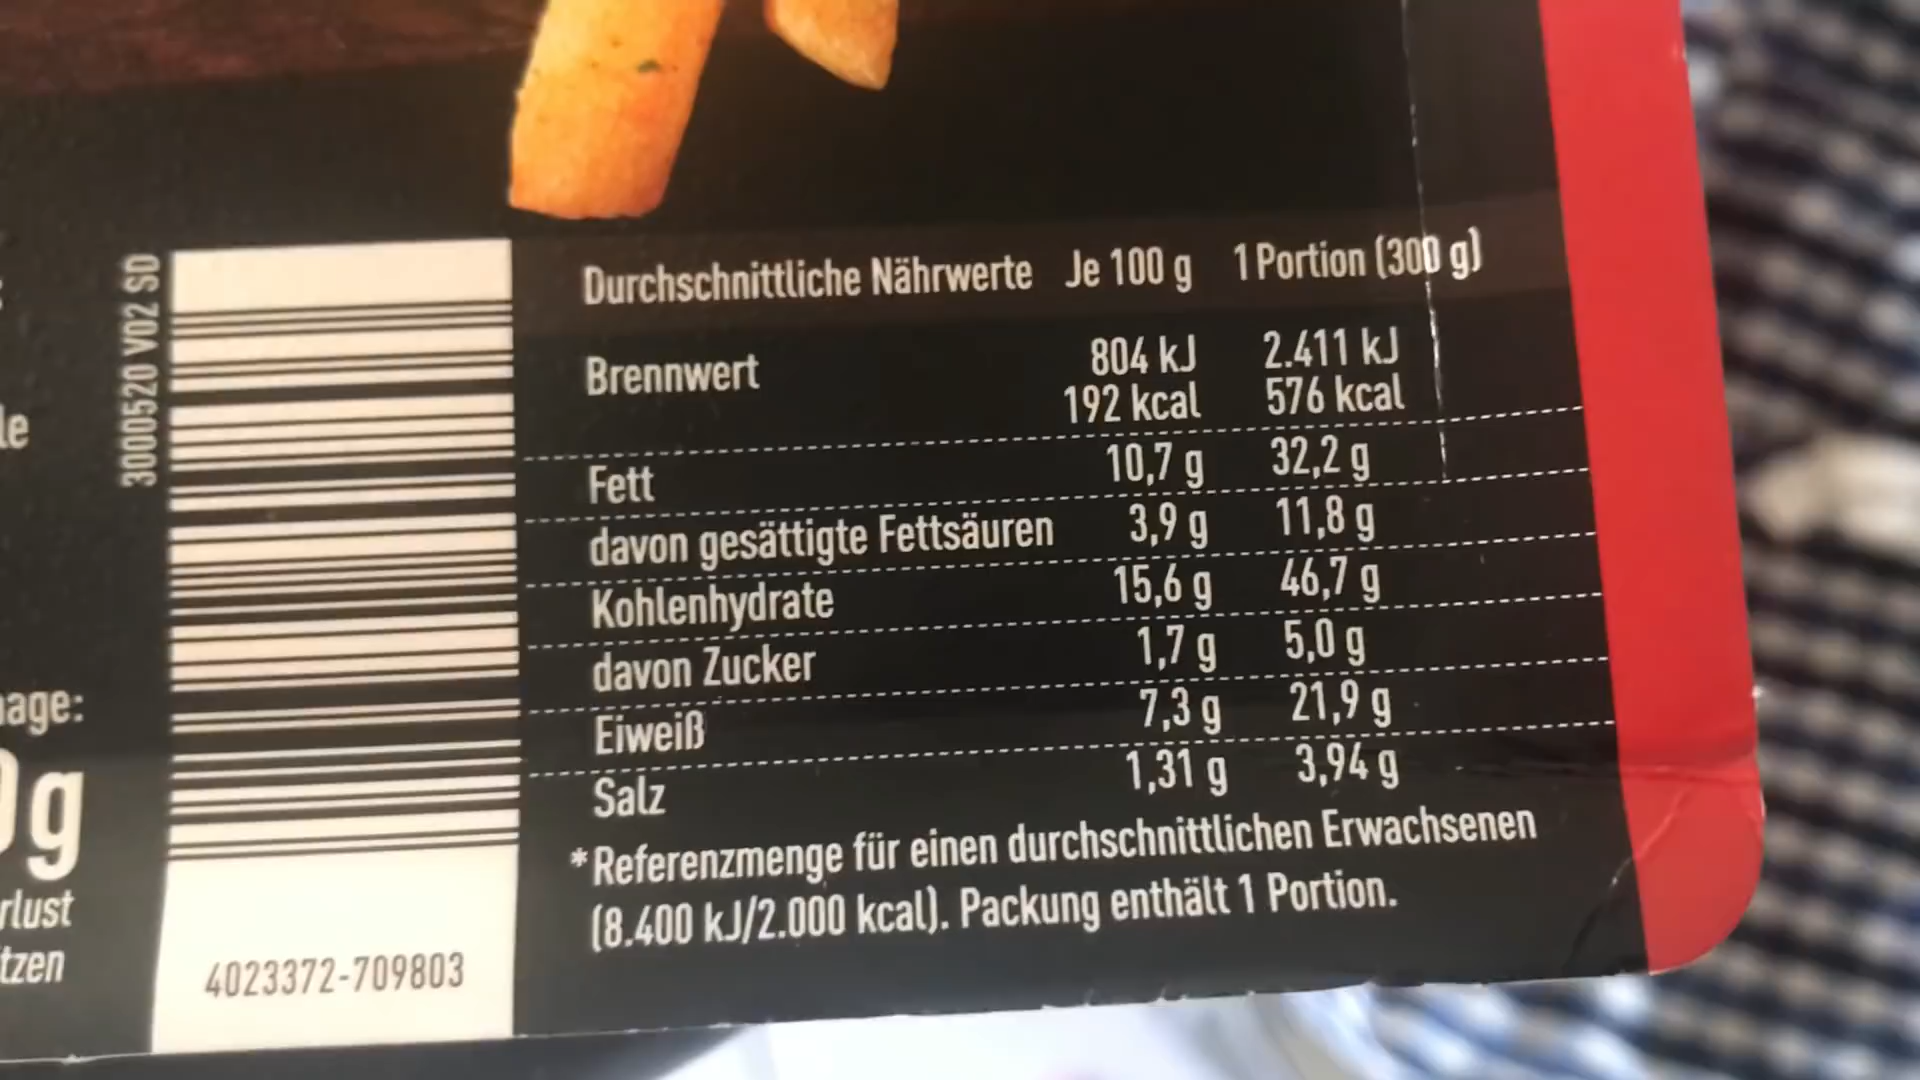 3000520 V02 SD
le
age:
g
rlust
tzen
4023372-709803
Durchschnittliche Nährwerte Je 100 g 1 Portion (300 g)
Brennwert 804 kJ 2.411 kJ
192 kcal 576 kcal
Fett 10,7 g 32,2 g
davon gesättigte Fettsäuren 3,9 g 11,8 g
Kohlenhydrate 15,6 g 46,7 g
davon Zucker 1,7 g 5,0 g
Eiweiß 7,3 g 21,9 g
Salz 1,31 g 3,94 g
*Referenzmenge für einen durchschnittlichen Erwachsenen
(8.400 kJ/2.000 kcal). Packung enthält 1 Portion.